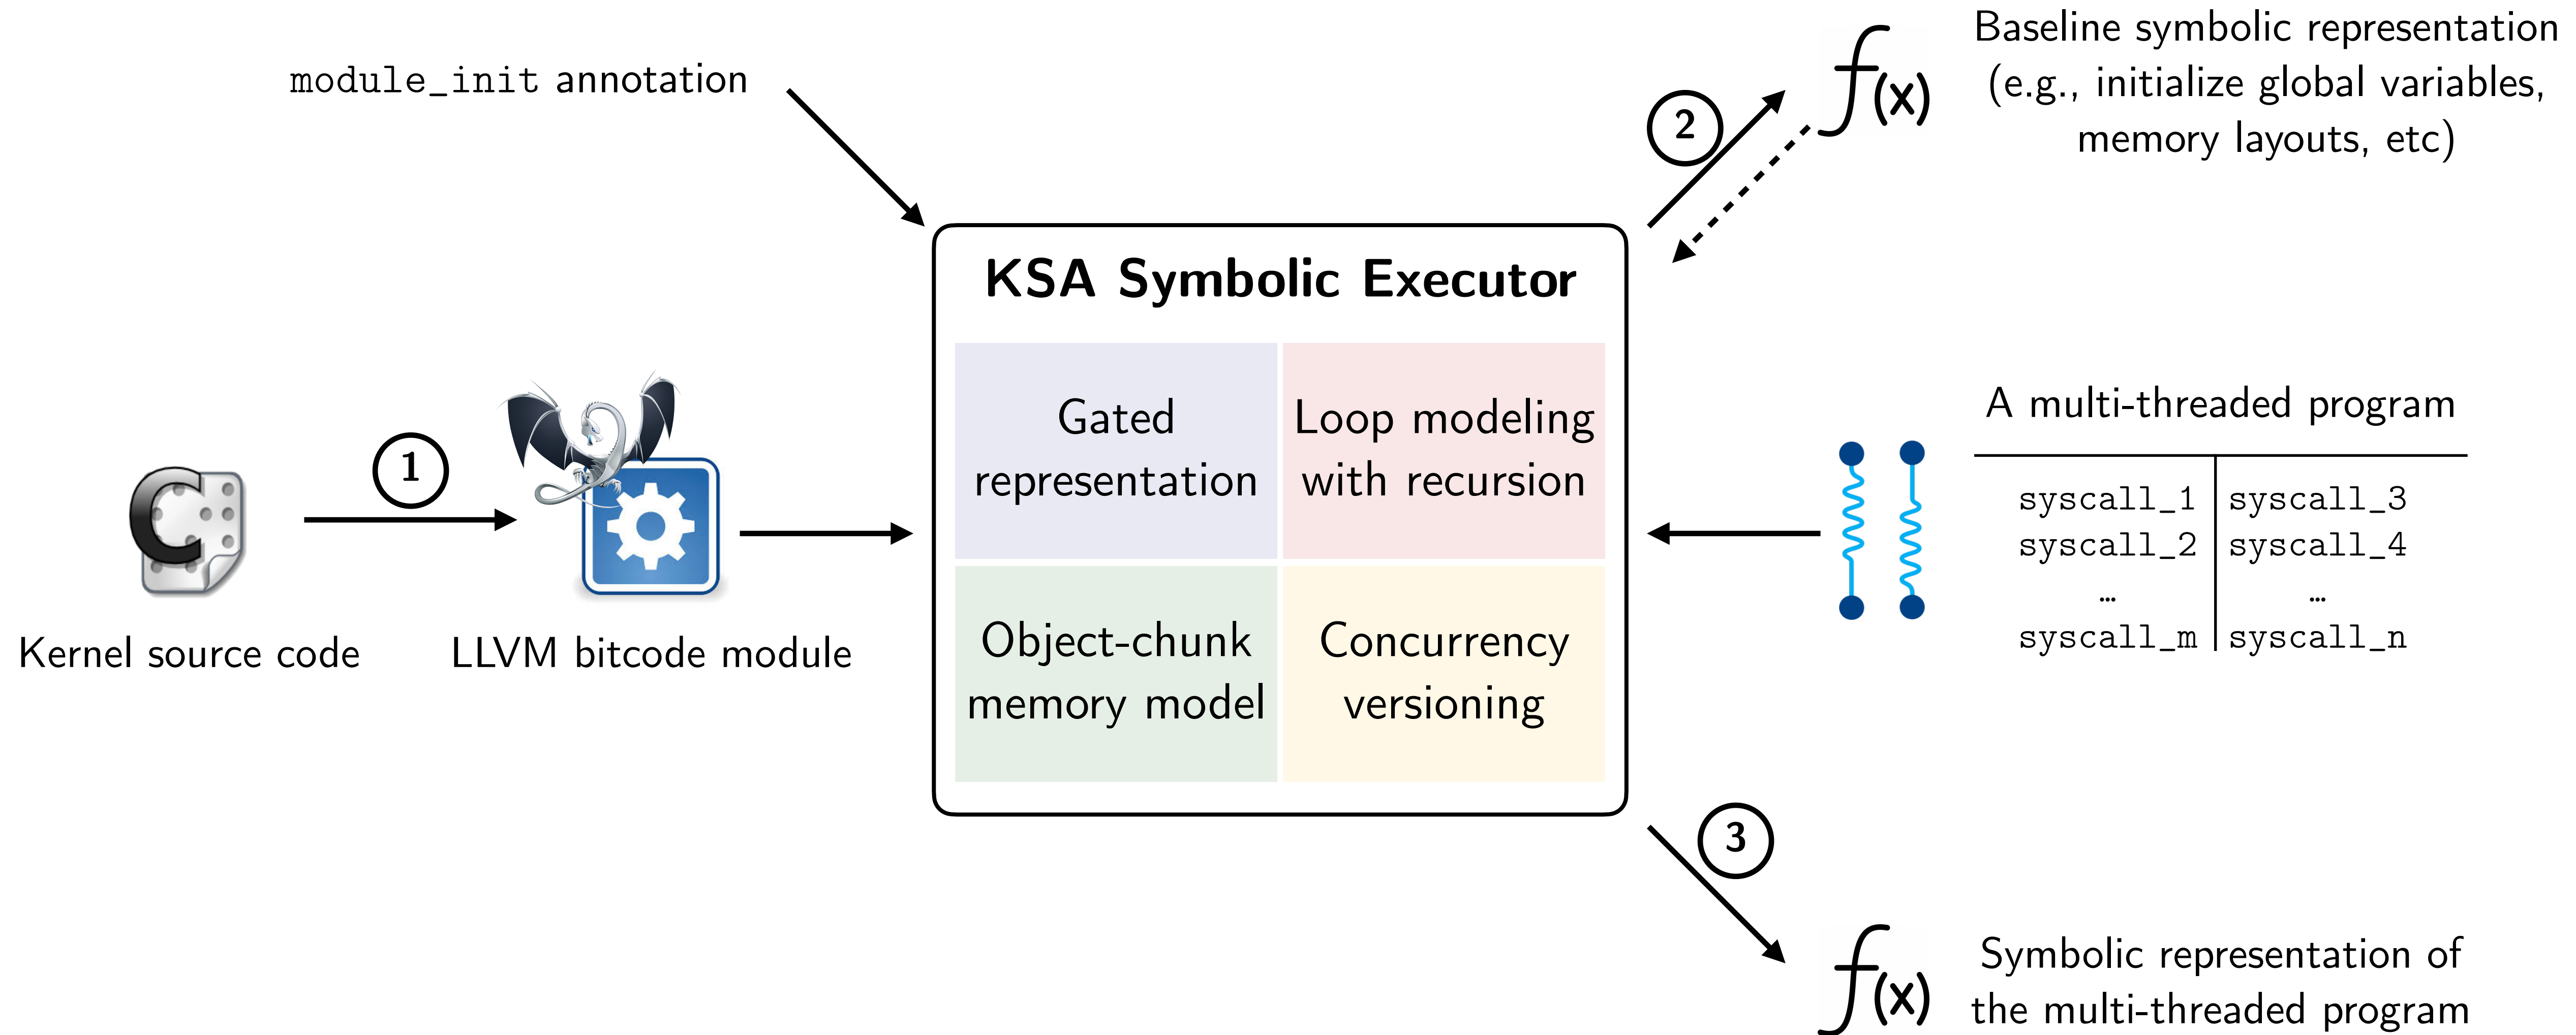 module_init annotation
2
f(x)
Baseline symbolic representation
(e.g., initialize global variables,
memory layouts, etc)
KSA Symbolic Executor
Gated
representation
Loop modeling
with recursion
Object-chunk
memory model
Concurrency
versioning
1
C
Kernel source code
LLVM bitcode module
A multi-threaded program
syscall_1 syscall_3
syscall_2 syscall_4
… …
syscall_m syscall_n
3
f(x)
Symbolic representation of
the multi-threaded program